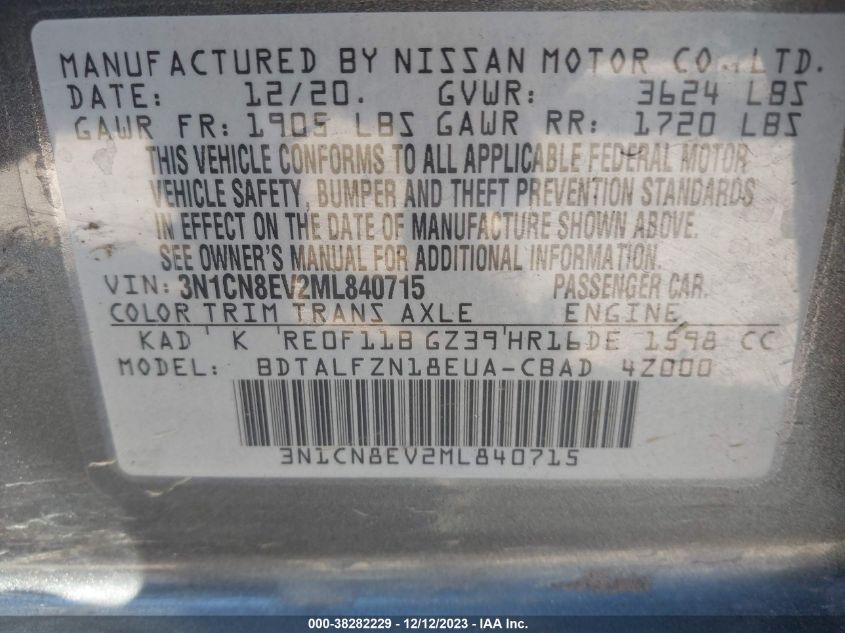 MANUFACTURED BY NISSAN MOTOR CO., LTD.
DATE: 12/20. GVWR: 3624 LBS
GAWR FR: 1905 LBS GAWR RR: 1720 LBS
THIS VEHICLE CONFORMS TO ALL APPLICABLE FEDERAL MOTOR
VEHICLE SAFETY, BUMPER AND THEFT PREVENTION STANDARDS
IN EFFECT ON THE DATE OF MANUFACTURE SHOWN ABOVE.
SEE OWNER'S MANUAL FOR ADDITIONAL INFORMATION.
VIN: 3N1CN8EV2ML840715 PASSENGER CAR.
COLOR TRIM TRANS AXLE ENGINE
KAD ' K 'RE0F11B GZ39'HR16DE 1598 CC
MODEL: BDTALFZN18EUA-CBAD 4Z000
3N1CN8EV2ML840715
000-38282229 - 12/12/2023 - IAA, Inc.